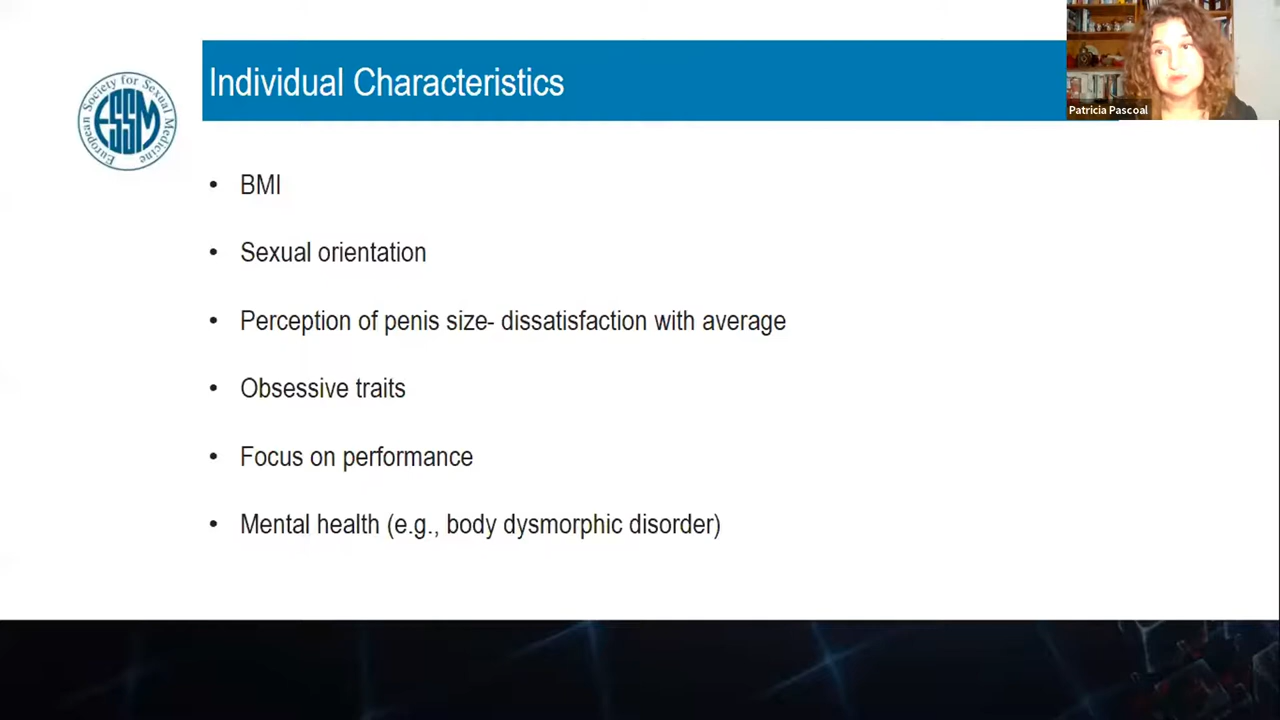 Individual Characteristics
Patricia Pascoal
European Society for Sexual Medicine
ESSM
• BMI
• Sexual orientation
• Perception of penis size- dissatisfaction with average
• Obsessive traits
• Focus on performance
• Mental health (e.g., body dysmorphic disorder)